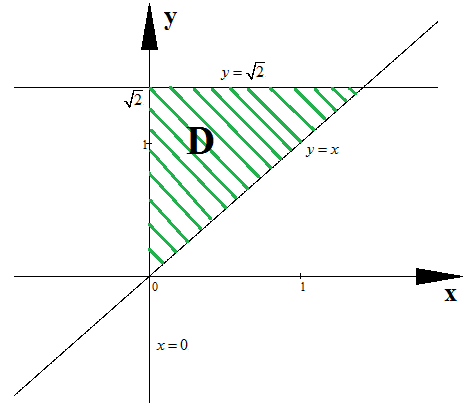 y
y = √2
√2
D
1
y = x
0
1
x
x = 0